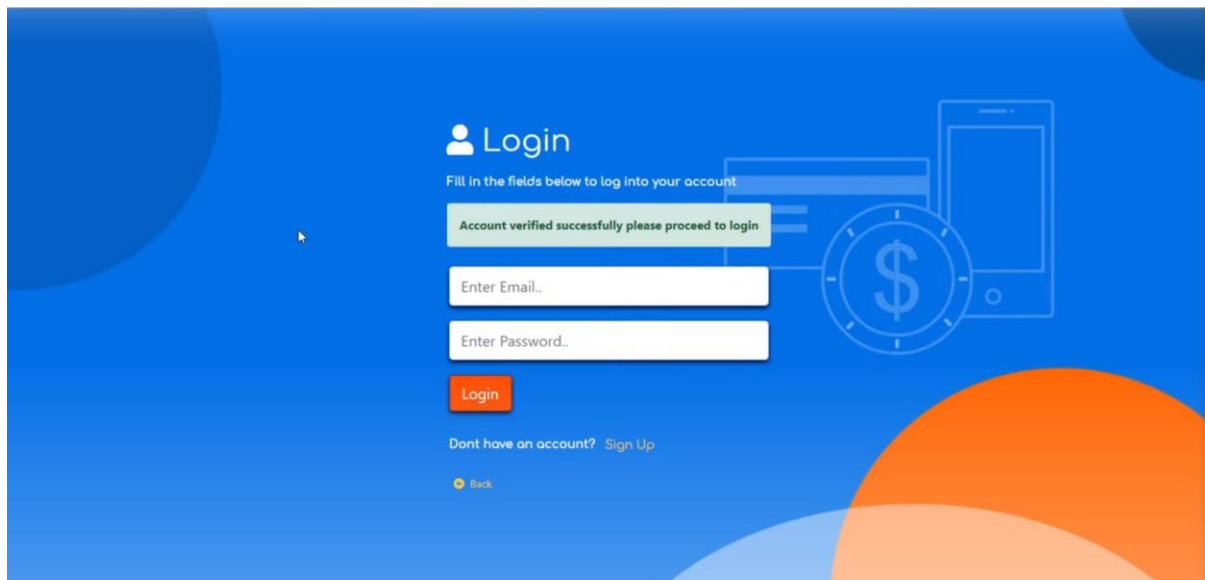 Login
Fill in the fields below to log into your account
Account verified successfully please proceed to login
Enter Email..
Enter Password..
Login
Dont have an account? Sign Up
Back
$